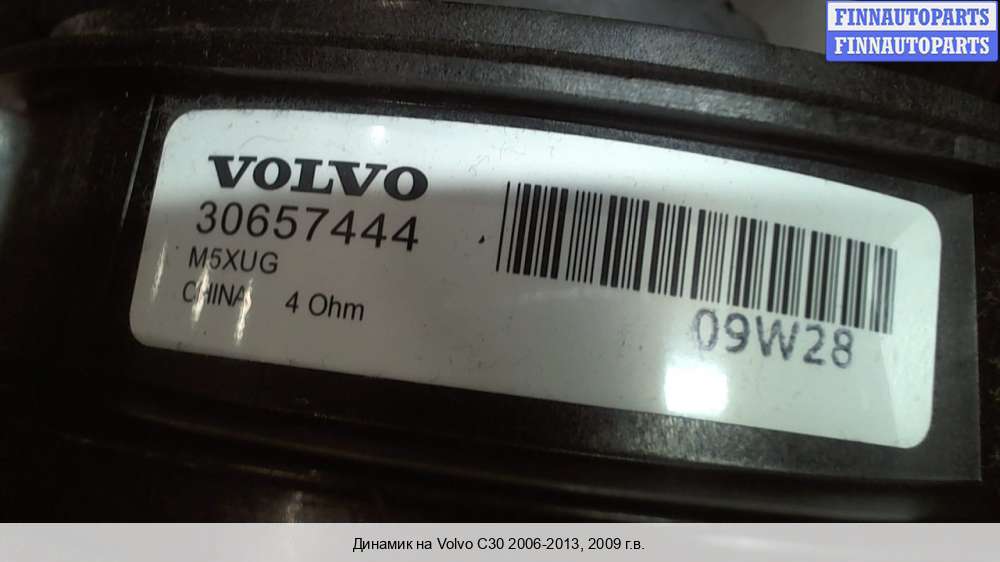 FINNAUTOPARTS
FINNAUTOPARTS
VOLVO
30657444
M5XUG
CHINA 4 Ohm
09W28
Динамик на Volvo C30 2006-2013, 2009 г.в.